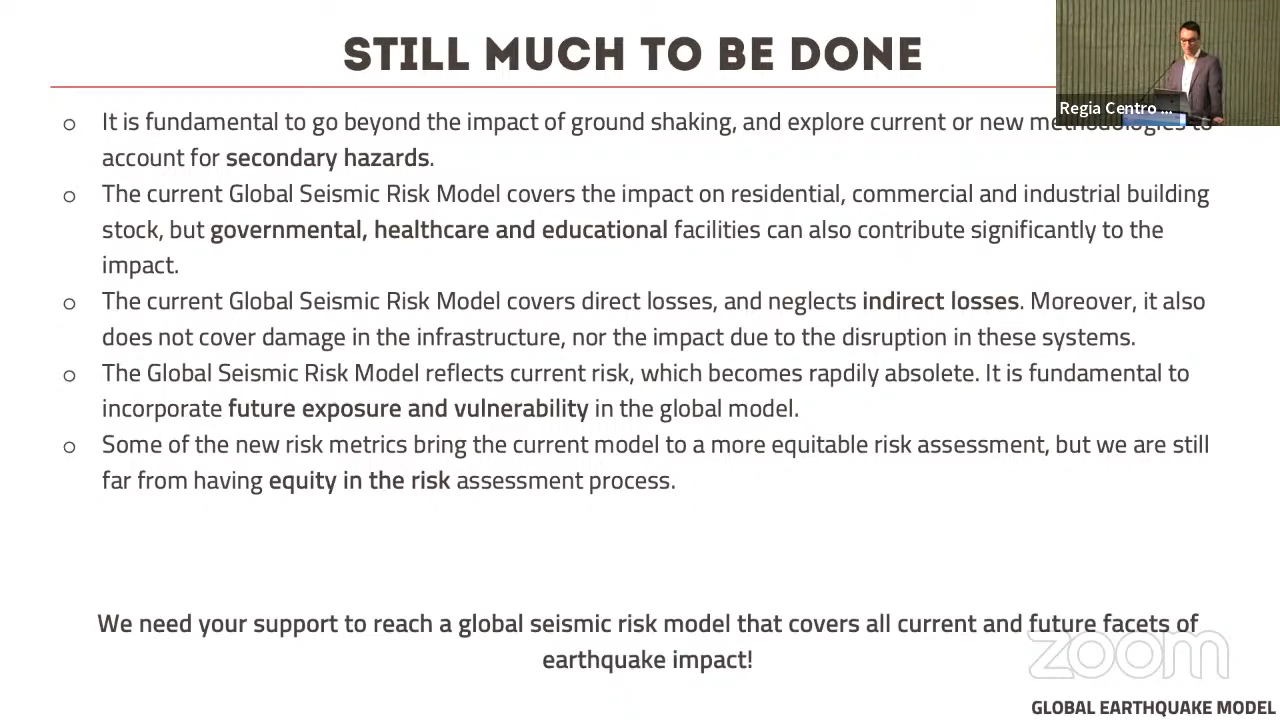 STILL MUCH TO BE DONE
Regia Centro ...
○ It is fundamental to go beyond the impact of ground shaking, and explore current or new methodologies to
account for secondary hazards.
○ The current Global Seismic Risk Model covers the impact on residential, commercial and industrial building
stock, but governmental, healthcare and educational facilities can also contribute significantly to the
impact.
○ The current Global Seismic Risk Model covers direct losses, and neglects indirect losses. Moreover, it also
does not cover damage in the infrastructure, nor the impact due to the disruption in these systems.
○ The Global Seismic Risk Model reflects current risk, which becomes rapdily absolete. It is fundamental to
incorporate future exposure and vulnerability in the global model.
○ Some of the new risk metrics bring the current model to a more equitable risk assessment, but we are still
far from having equity in the risk assessment process.
We need your support to reach a global seismic risk model that covers all current and future facets of
earthquake impact!
zoom
GLOBAL EARTHQUAKE MODEL